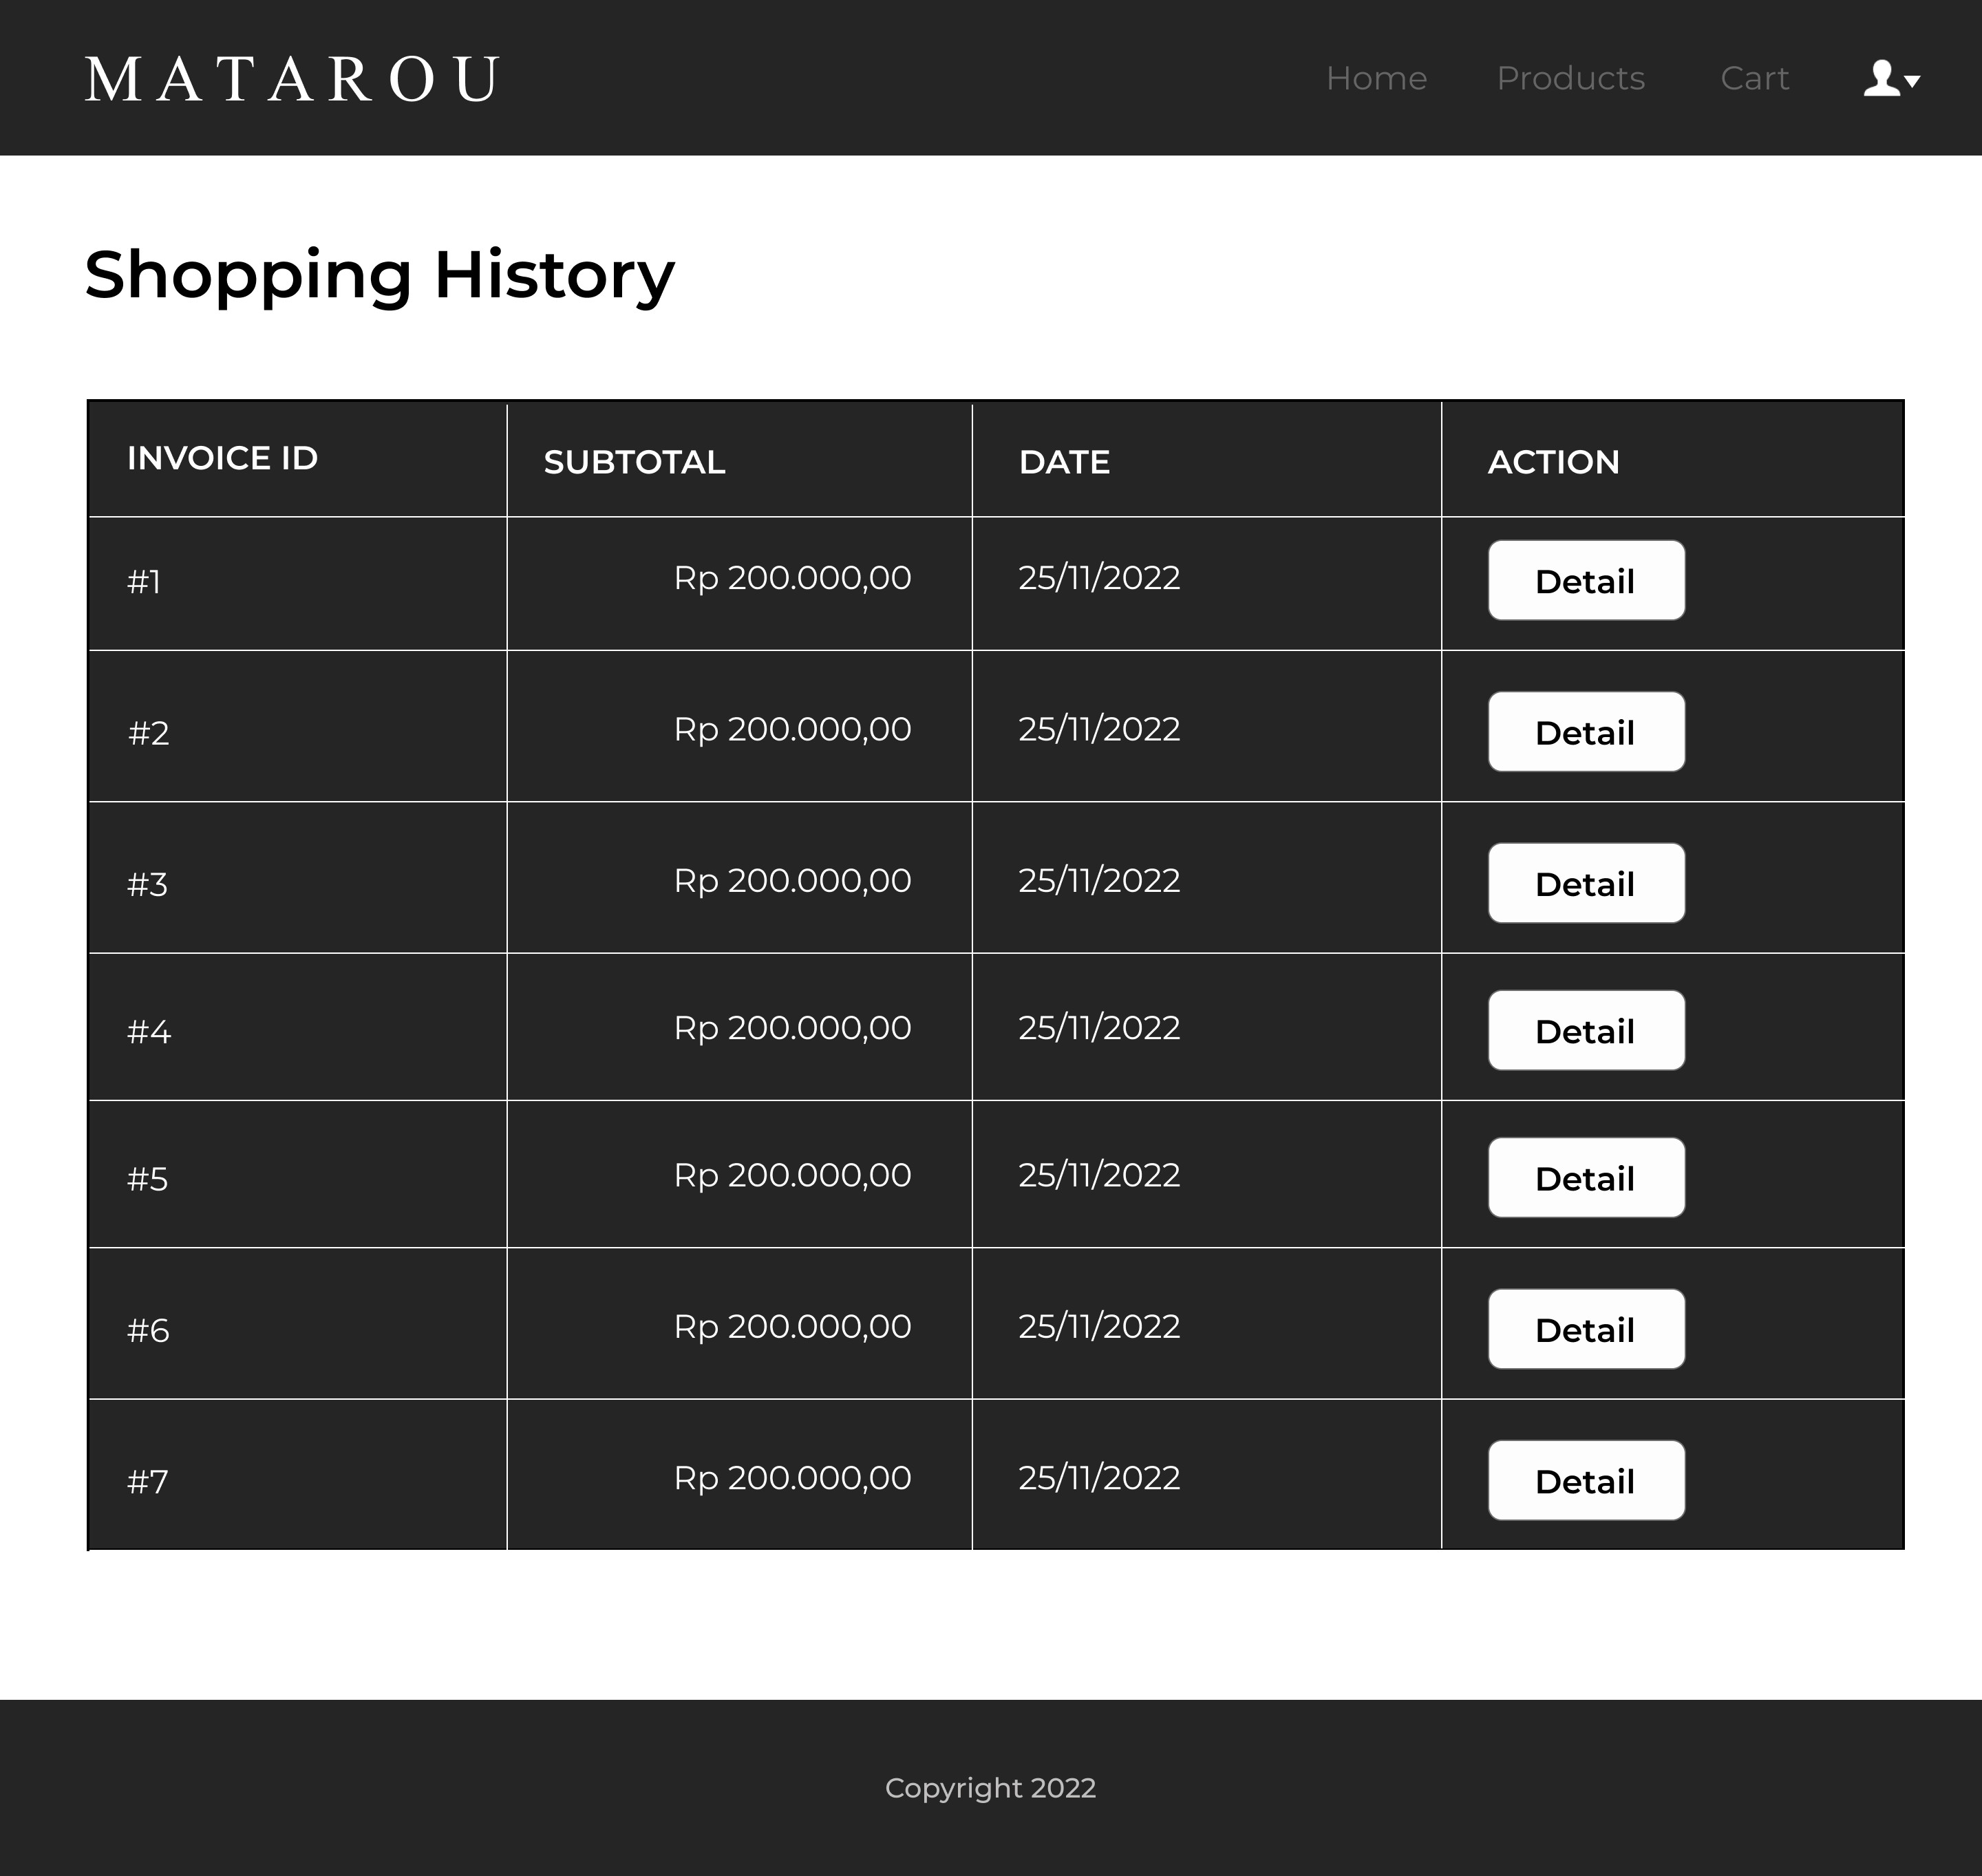 MATAROU
Home Products Cart
Shopping History
INVOICE ID SUBTOTAL DATE ACTION
#1 Rp 200.000,00 25/11/2022 Detail
#2 Rp 200.000,00 25/11/2022 Detail
#3 Rp 200.000,00 25/11/2022 Detail
#4 Rp 200.000,00 25/11/2022 Detail
#5 Rp 200.000,00 25/11/2022 Detail
#6 Rp 200.000,00 25/11/2022 Detail
#7 Rp 200.000,00 25/11/2022 Detail
Copyright 2022